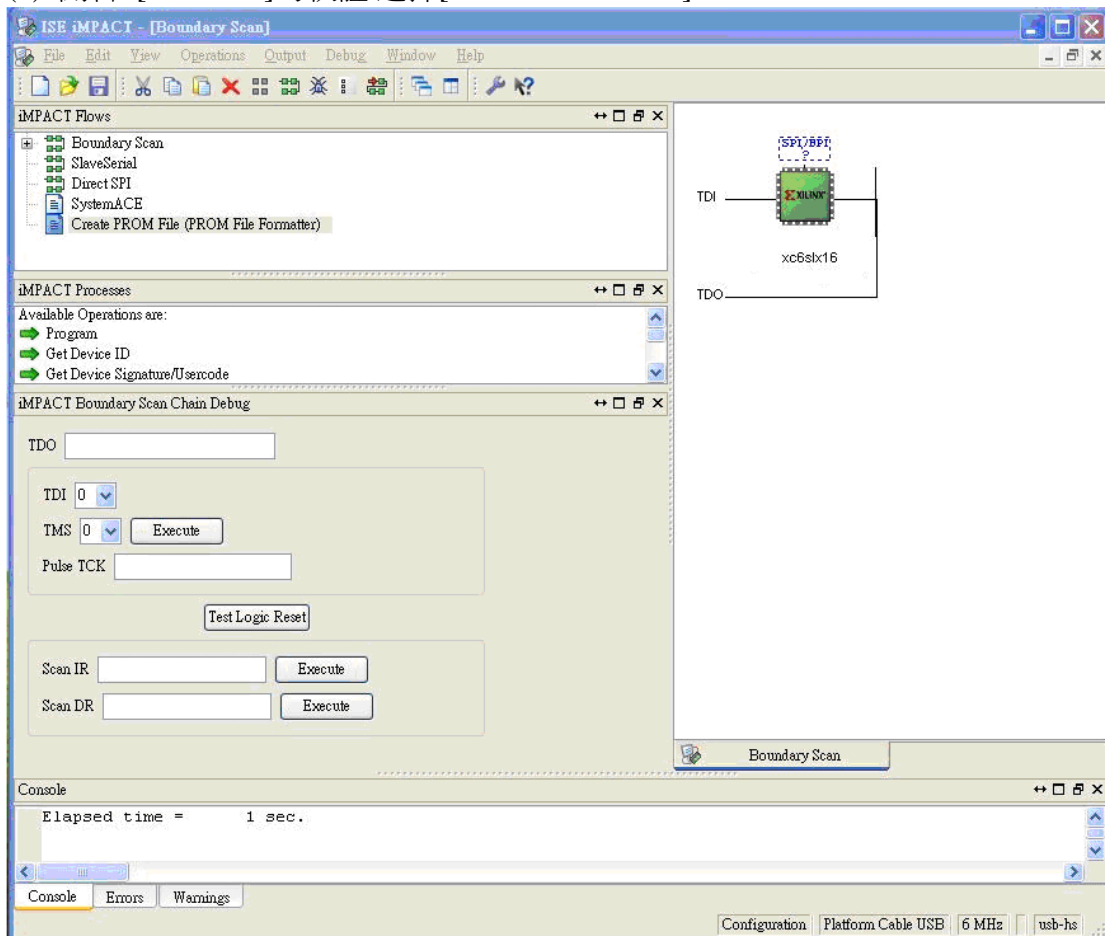 ISE iMPACT - [Boundary Scan]
File Edit View Operations Output Debug Window Help
iMPACT Flows
Boundary Scan
SlaveSerial
Direct SPI
SystemACE
Create PROM File (PROM File Formatter)
iMPACT Processes
Available Operations are:
Program
Get Device ID
Get Device Signature/Usercode
iMPACT Boundary Scan Chain Debug
TDO
TDI 0
TMS 0 Execute
Pulse TCK
Test Logic Reset
Scan IR Execute
Scan DR Execute
SPI/BPI
?
TDI
XILINX
xc6slx16
TDO
Boundary Scan
Console
Elapsed time = 1 sec.
Console Errors Warnings
Configuration Platform Cable USB 6 MHz usb-hs